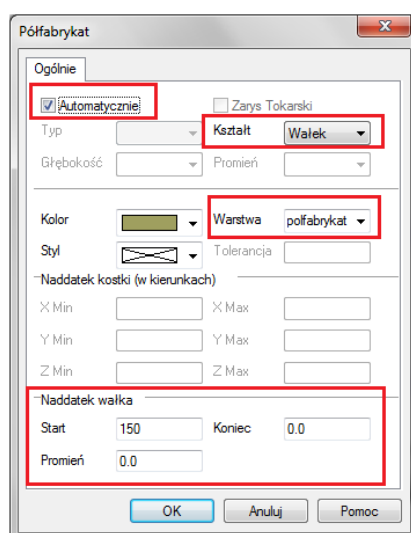 Półfabrykat
Ogólnie
Automatycznie Zarys Tokarski
Typ Kształt Wałek
Głębokość Promień
Kolor Warstwa polfabrykat
Styl Tolerancja
Naddatek kostki (w kierunkach)
X Min X Max
Y Min Y Max
Z Min Z Max
Naddatek wałka
Start 150 Koniec 0.0
Promień 0.0
OK Anuluj Pomoc